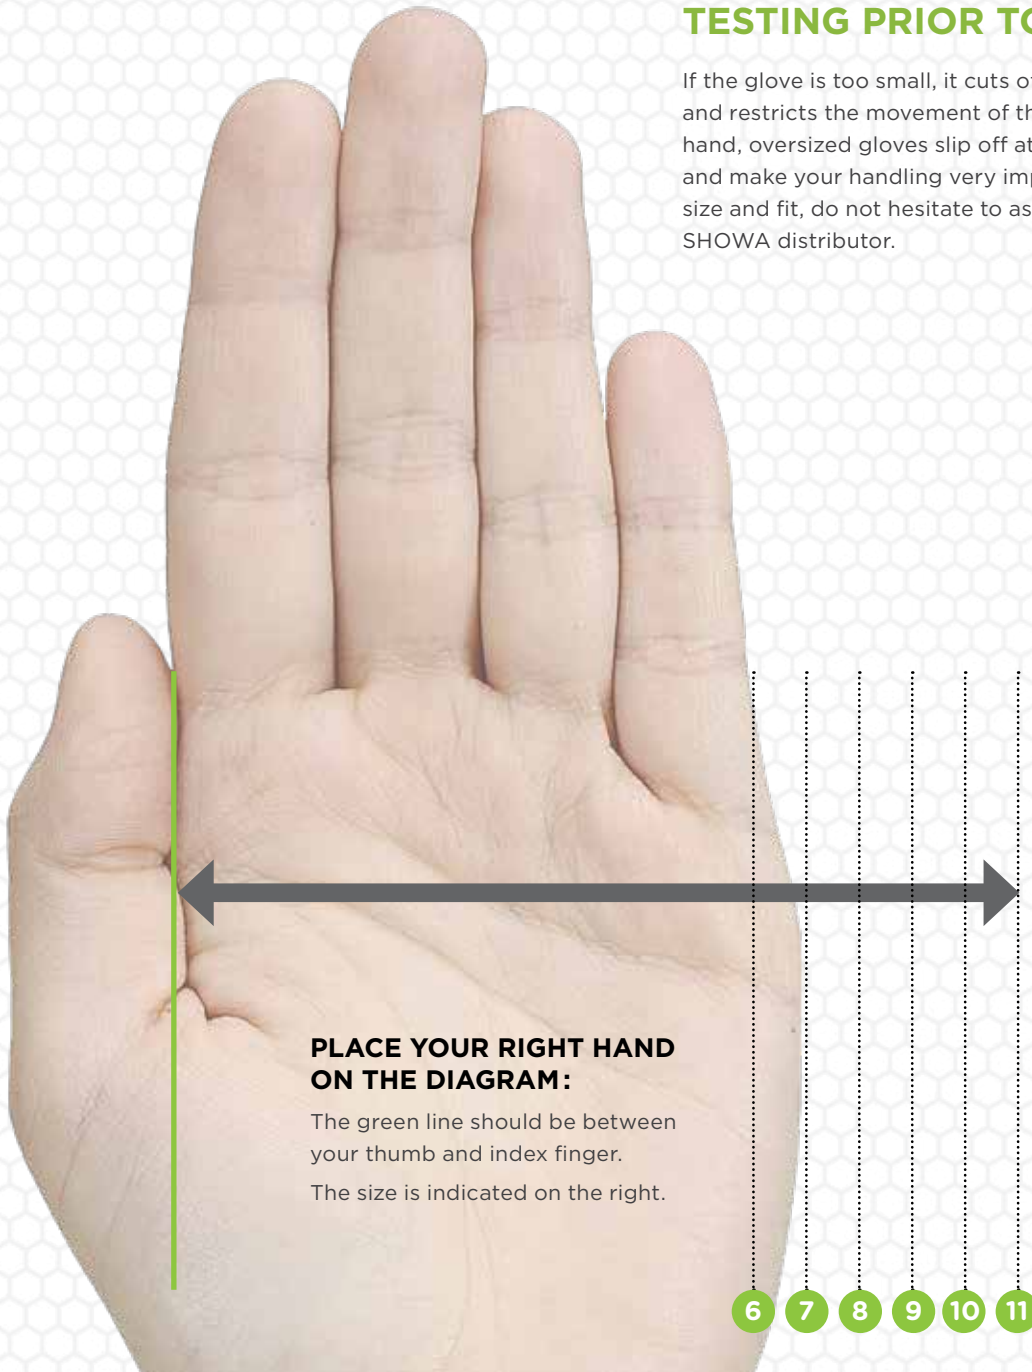 TESTING PRIOR TO
If the glove is too small, it cuts
and restricts the movement of
hand, oversized gloves slip off at
and make your handling very
size and fit, do not hesitate to
SHOWA distributor.
PLACE YOUR RIGHT HAND
ON THE DIAGRAM:
The green line should be between
your thumb and index finger.
The size is indicated on the right.
6 7 8 9 10 11